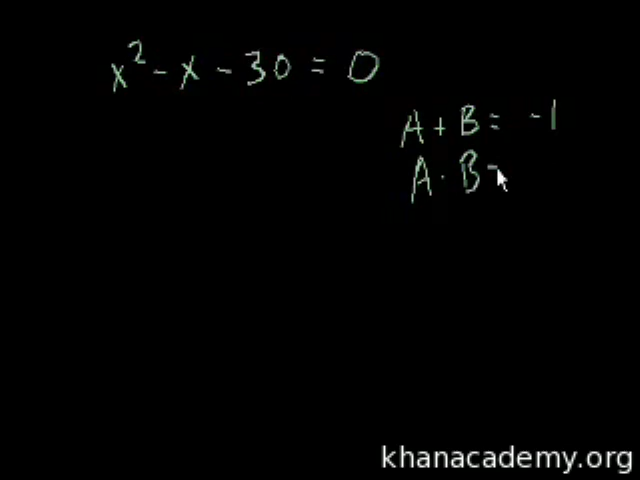 x² - x - 30 = 0
A + B = -1
A · B =
khanacademy.org